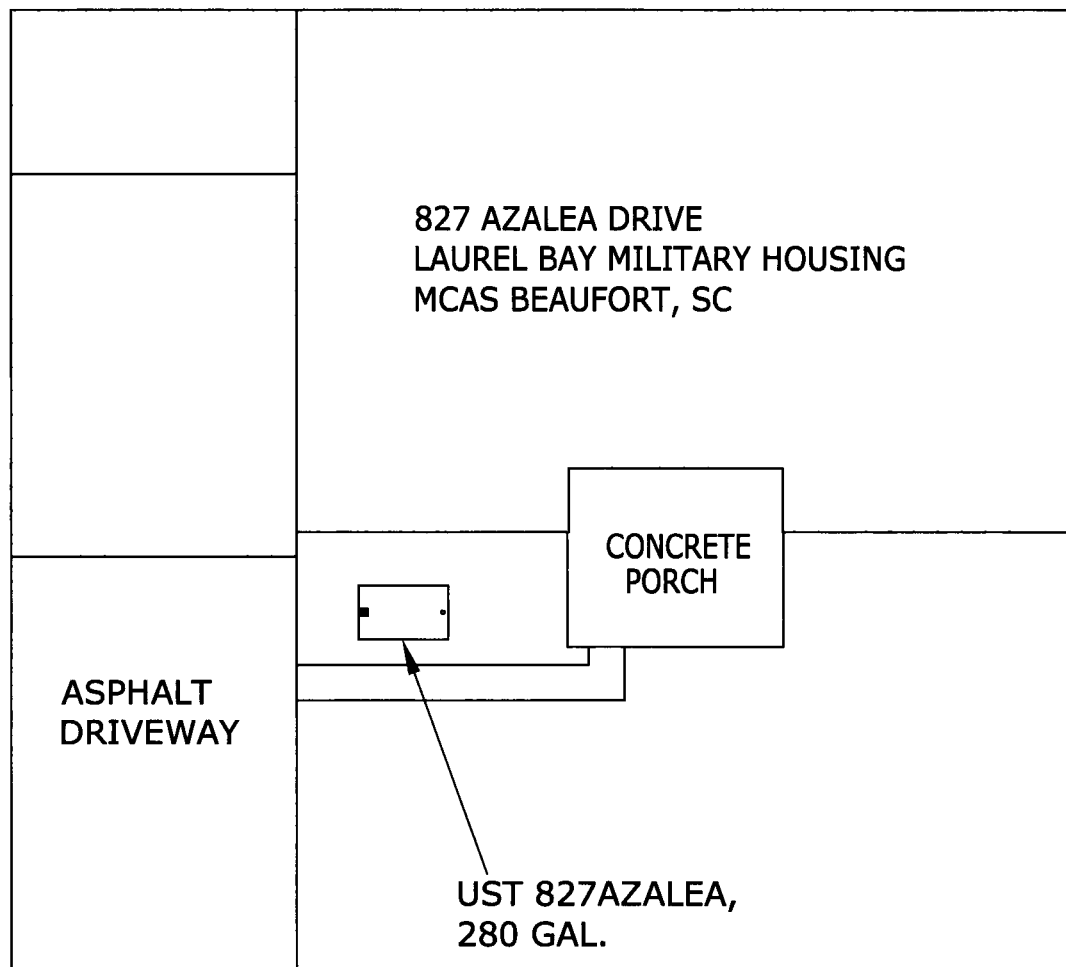 827 AZALEA DRIVE
LAUREL BAY MILITARY HOUSING
MCAS BEAUFORT, SC
CONCRETE
PORCH
ASPHALT
DRIVEWAY
UST 827AZALEA,
280 GAL.